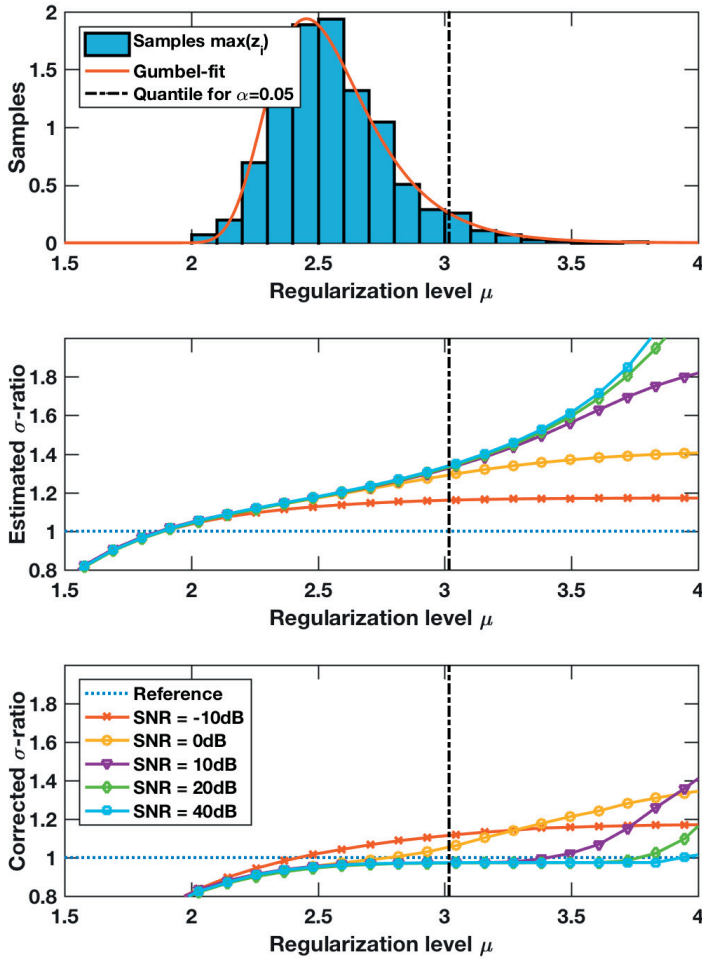 2
1.5
1
0.5
0
Samples
Samples max(z_i)
Gumbel-fit
Quantile for α=0.05
1.5 2 2.5 3 3.5 4
Regularization level μ
1.8
1.6
1.4
1.2
1
0.8
Estimated σ-ratio
1.5 2 2.5 3 3.5 4
Regularization level μ
1.8
1.6
1.4
1.2
1
0.8
Corrected σ-ratio
Reference
SNR = -10dB
SNR = 0dB
SNR = 10dB
SNR = 20dB
SNR = 40dB
1.5 2 2.5 3 3.5 4
Regularization level μ